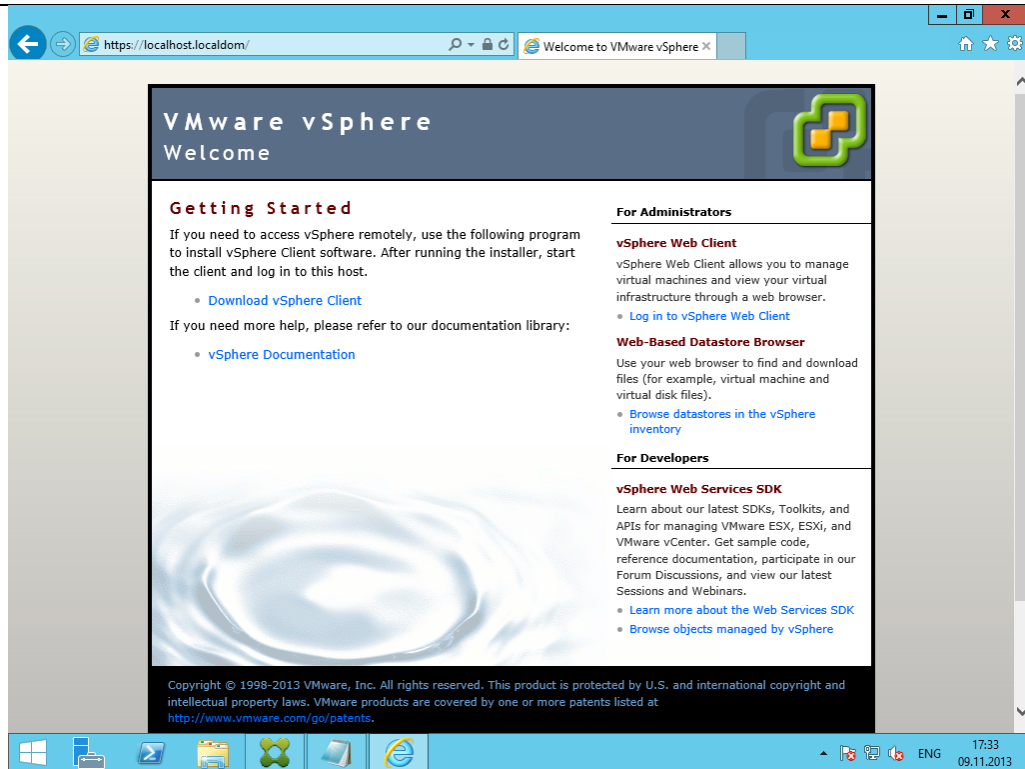 https://localhost.localdom/
Welcome to VMware vSphere
VMware vSphere
Welcome
Getting Started
If you need to access vSphere remotely, use the following program
to install vSphere Client software. After running the installer, start
the client and log in to this host.
Download vSphere Client
If you need more help, please refer to our documentation library:
vSphere Documentation
For Administrators
vSphere Web Client
vSphere Web Client allows you to manage
virtual machines and view your virtual
infrastructure through a web browser.
Log in to vSphere Web Client
Web-Based Datastore Browser
Use your web browser to find and download
files (for example, virtual machine and
virtual disk files).
Browse datastores in the vSphere
inventory
For Developers
vSphere Web Services SDK
Learn about our latest SDKs, Toolkits, and
APIs for managing VMware ESX, ESXi, and
VMware vCenter. Get sample code,
reference documentation, participate in our
Forum Discussions, and view our latest
Sessions and Webinars.
Learn more about the Web Services SDK
Browse objects managed by vSphere
Copyright © 1998-2013 VMware, Inc. All rights reserved. This product is protected by U.S. and international copyright and
intellectual property laws. VMware products are covered by one or more patents listed at
http://www.vmware.com/go/patents.
ENG
17:33
09.11.2013